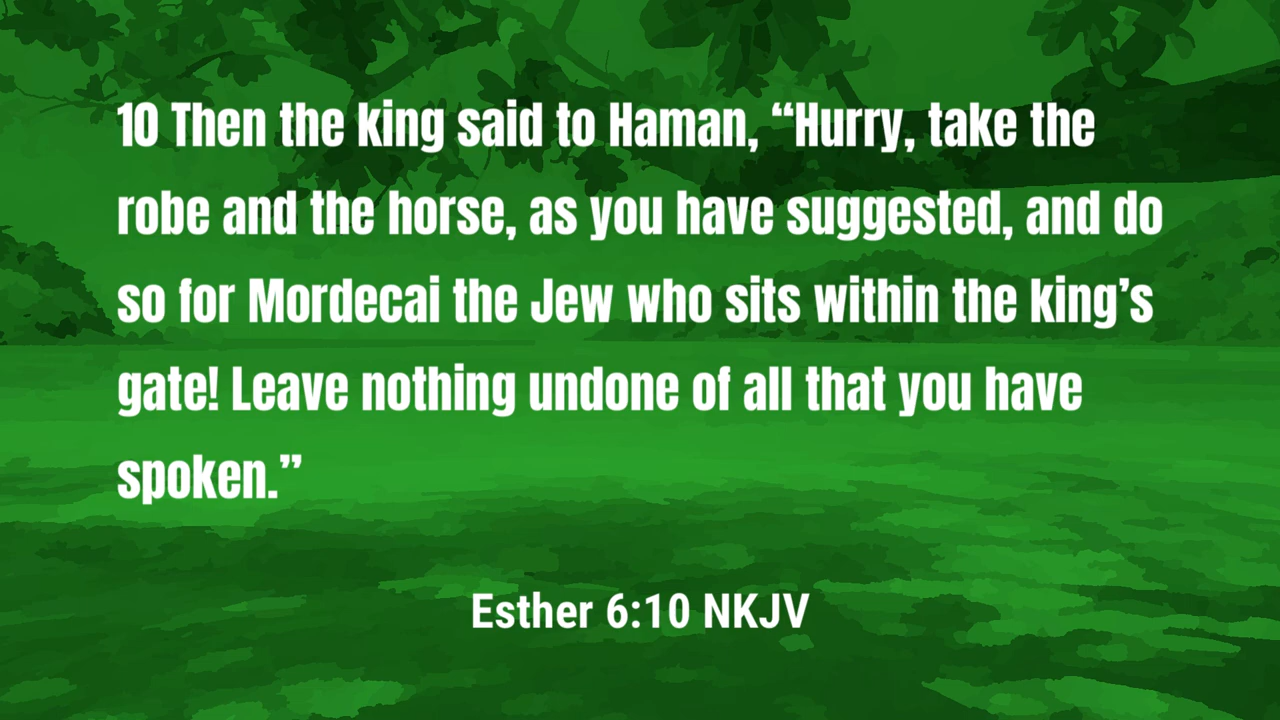 10 Then the king said to Haman, “Hurry, take the
robe and the horse, as you have suggested, and do
so for Mordecai the Jew who sits within the king’s
gate! Leave nothing undone of all that you have
spoken.”
Esther 6:10 NKJV